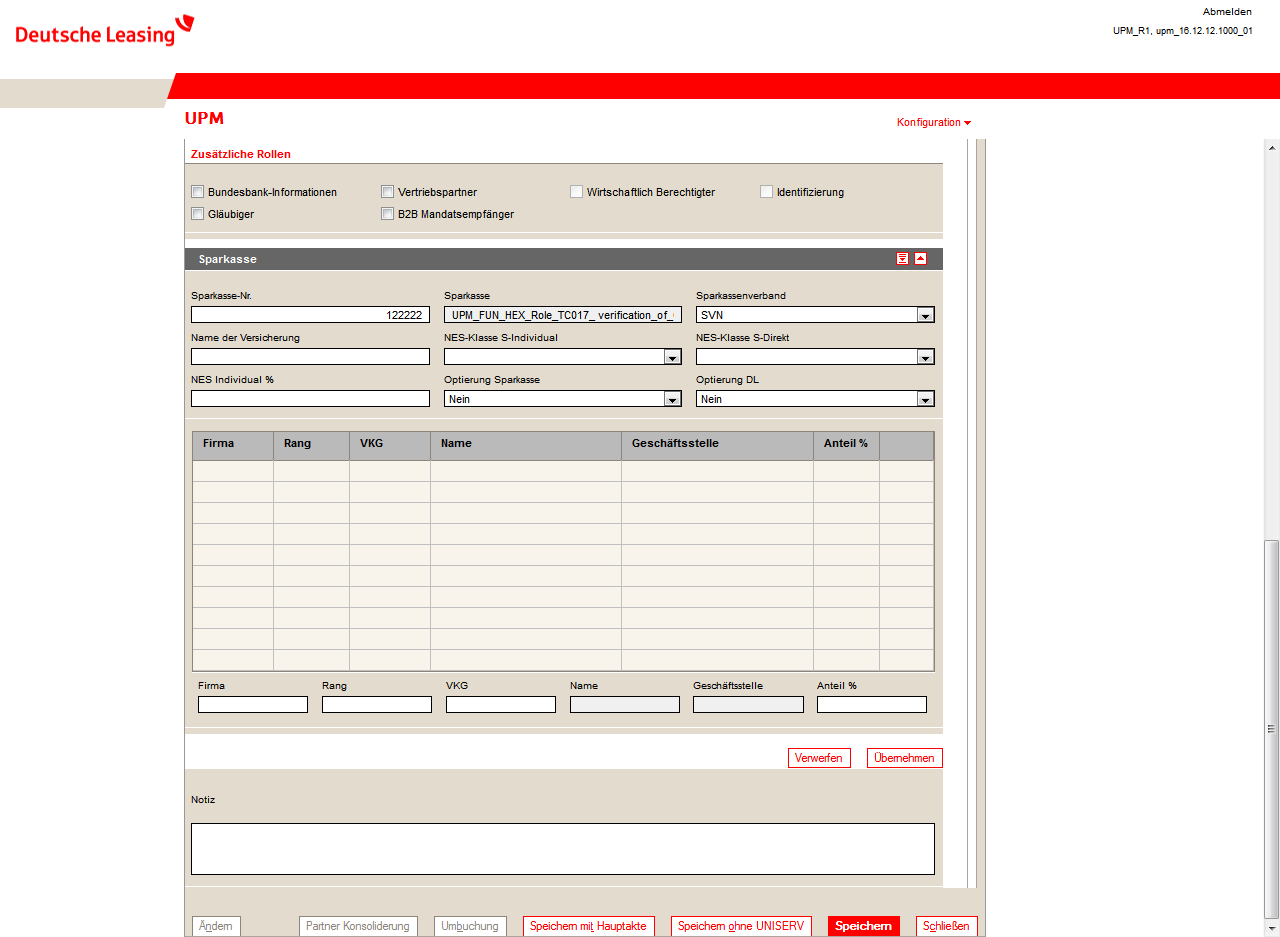 Deutsche Leasing
Abmelden
UPM_R1, upm_16.12.12.1000_01
UPM
Konfiguration
Zusätzliche Rollen
Bundesbank-Informationen Vertriebspartner Wirtschaftlich Berechtigter Identifizierung
Gläubiger B2B Mandatsempfänger
Sparkasse
Sparkasse-Nr. Sparkasse Sparkassenverband
122222 UPM_FUN_HEX_Role_TC017_ verification_of_ SVN
Name der Versicherung NES-Klasse S-Individual NES-Klasse S-Direkt
NES Individual % Optierung Sparkasse Optierung DL
Nein Nein
Firma Rang VKG Name Geschäftsstelle Anteil %
Firma Rang VKG Name Geschäftsstelle Anteil %
Verwerfen Übernehmen
Notiz
Ändern Partner Konsolidierung Umbuchung Speichern mit Hauptakte Speichern ohne UNISERV Speichern Schließen